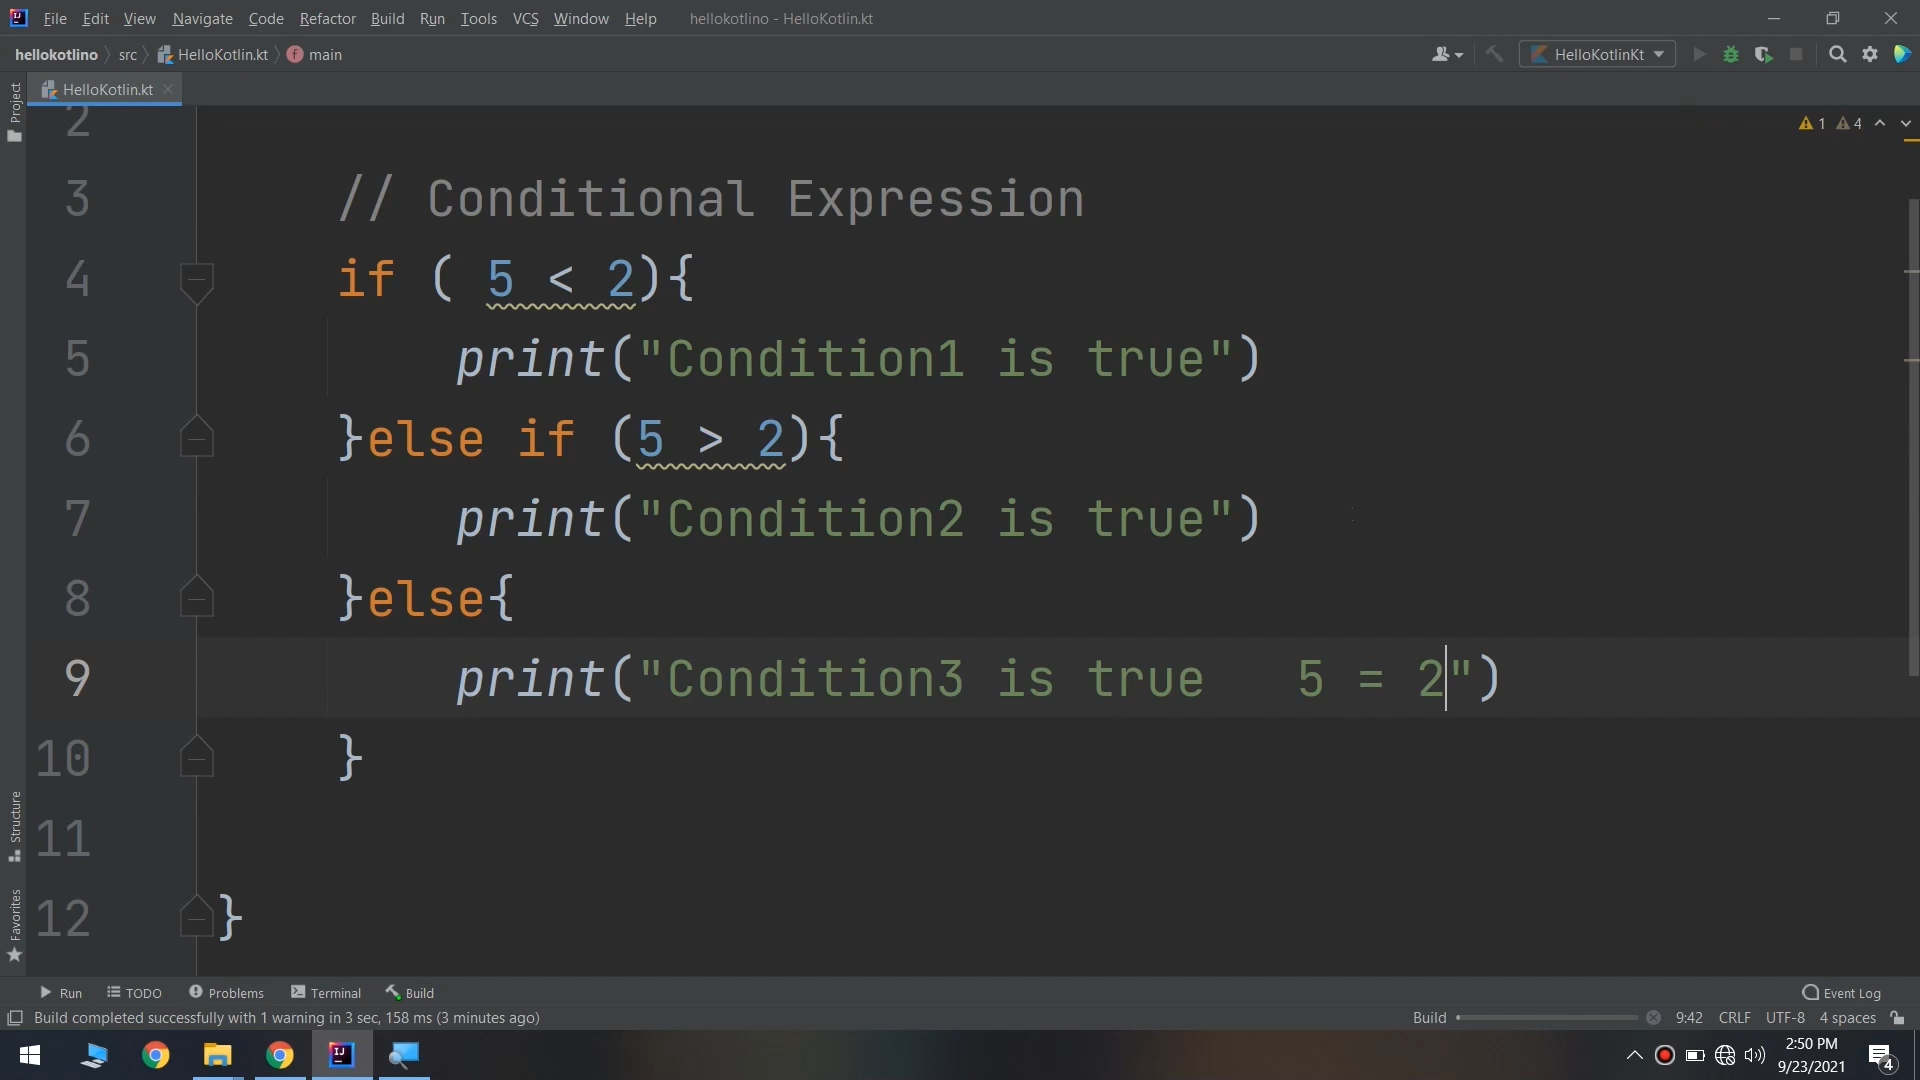 File Edit View Navigate Code Refactor Build Run Tools VCS Window Help hellokotlino - HelloKotlin.kt
hellokotlino src HelloKotlin.kt main HelloKotlinKt
Project HelloKotlin.kt
2 1 4
3 // Conditional Expression
4 if ( 5 < 2){
5 print("Condition1 is true")
6 }else if (5 > 2){
7 print("Condition2 is true")
8 }else{
9 print("Condition3 is true   5 = 2")
10 }
11
12 }
Structure
Favorites
Run TODO Problems Terminal Build Event Log
Build completed successfully with 1 warning in 3 sec, 158 ms (3 minutes ago) Build 9:42 CRLF UTF-8 4 spaces
2:50 PM
9/23/2021 4